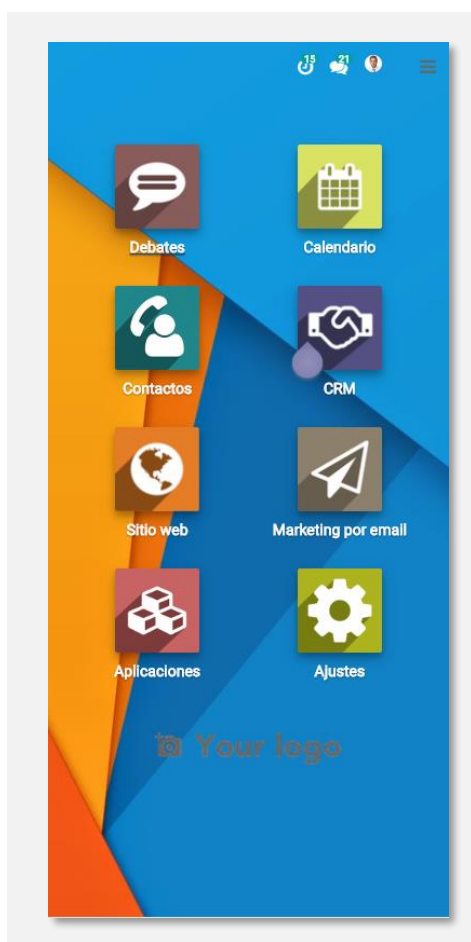 15 21
Debates Calendario
Contactos CRM
Sitio web Marketing por email
Aplicaciones Ajustes
Your logo